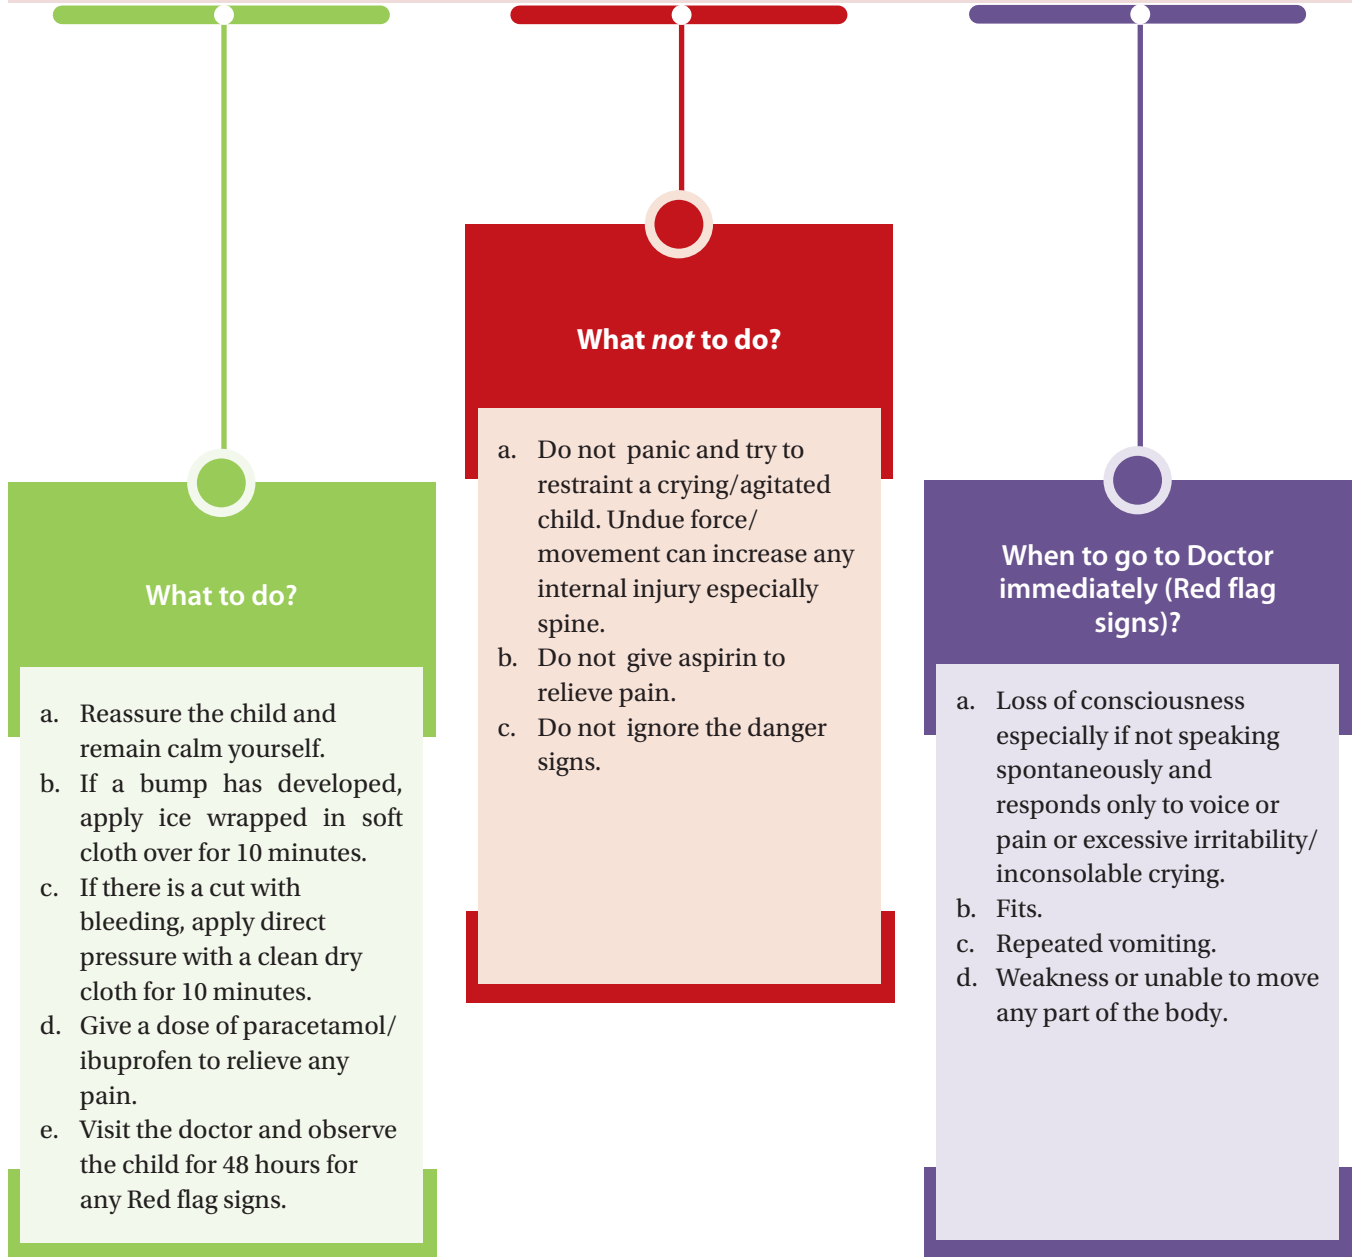 What to do?
a. Reassure the child and
remain calm yourself.
b. If a bump has developed,
apply ice wrapped in soft
cloth over for 10 minutes.
c. If there is a cut with
bleeding, apply direct
pressure with a clean dry
cloth for 10 minutes.
d. Give a dose of paracetamol/
ibuprofen to relieve any
pain.
e. Visit the doctor and observe
the child for 48 hours for
any Red flag signs.
What not to do?
a. Do not panic and try to
restraint a crying/agitated
child. Undue force/
movement can increase any
internal injury especially
spine.
b. Do not give aspirin to
relieve pain.
c. Do not ignore the danger
signs.
When to go to Doctor
immediately (Red flag
signs)?
a. Loss of consciousness
especially if not speaking
spontaneously and
responds only to voice or
pain or excessive irritability/
inconsolable crying.
b. Fits.
c. Repeated vomiting.
d. Weakness or unable to move
any part of the body.